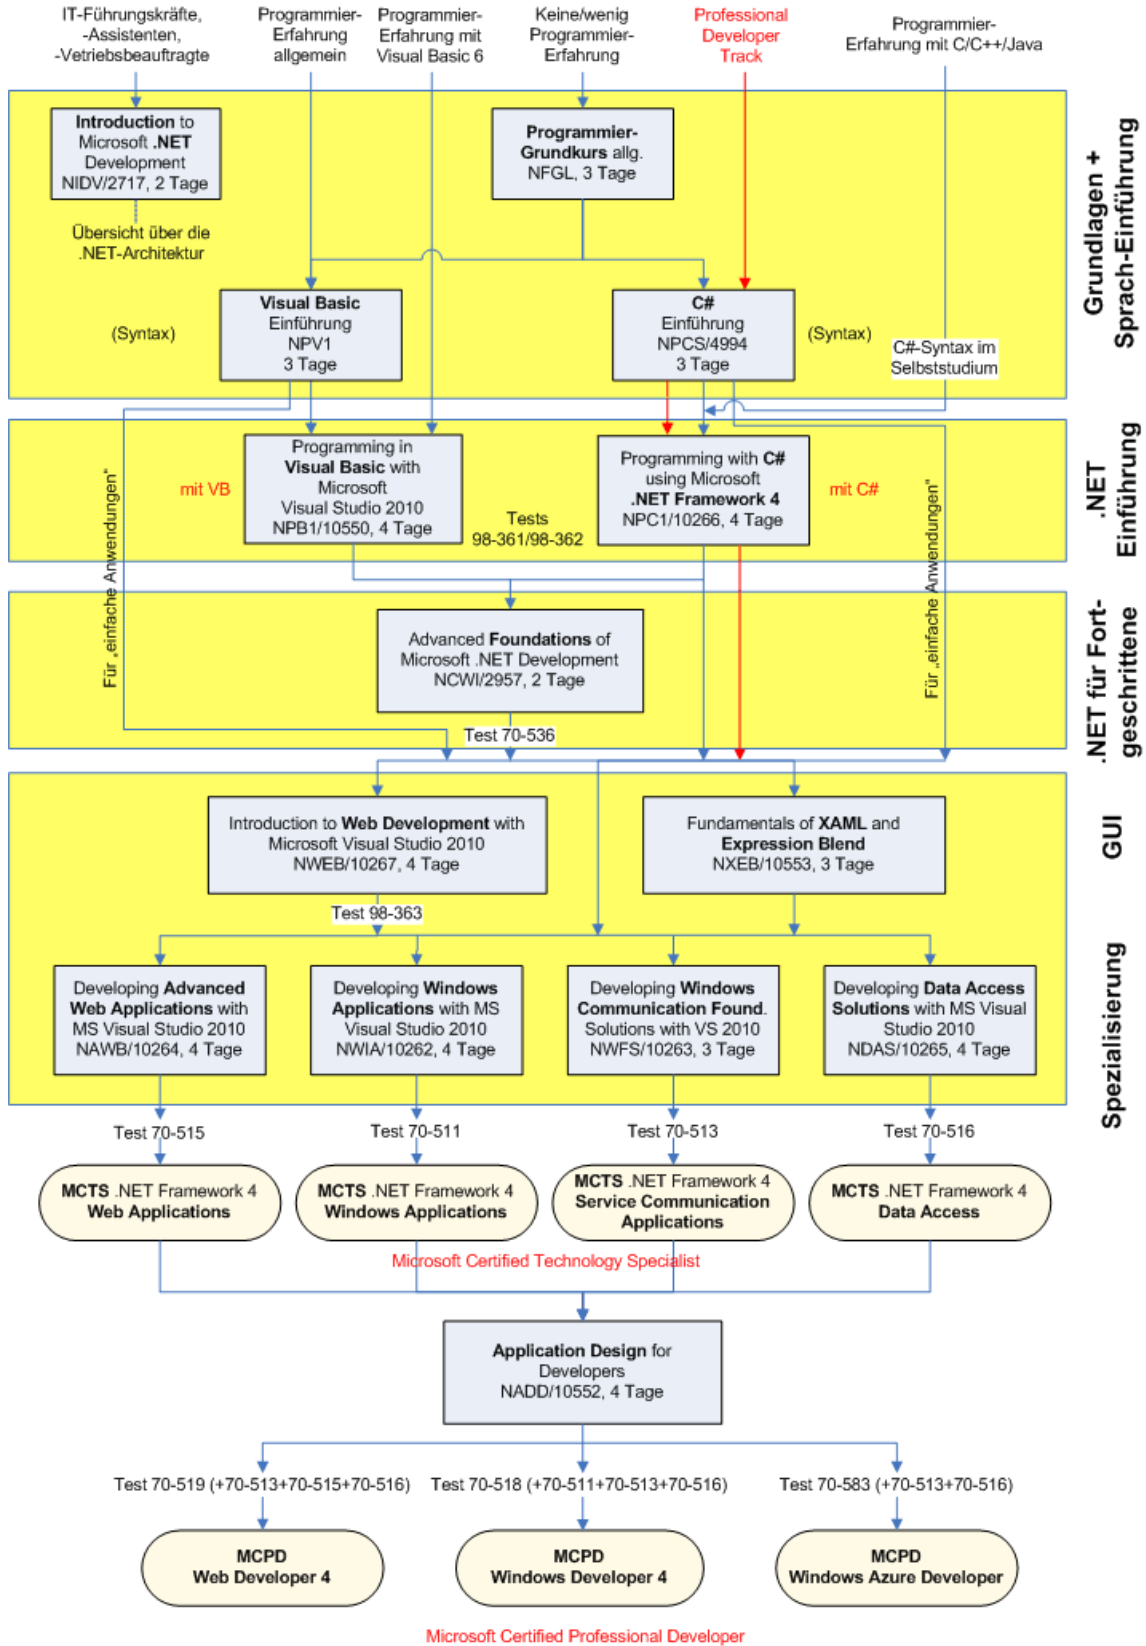 IT-Führungskräfte,
-Assistenten,
-Vetriebsbeauftragte
Programmier-
Erfahrung
allgemein
Programmier-
Erfahrung mit
Visual Basic 6
Keine/wenig
Programmier-
Erfahrung
Professional
Developer
Track
Programmier-
Erfahrung mit C/C++/Java
Introduction to
Microsoft .NET
Development
NIDV/2717, 2 Tage
Programmier-
Grundkurs allg.
NFGL, 3 Tage
Übersicht über die
.NET-Architektur
Grundlagen +
Sprach-Einführung
(Syntax)
Visual Basic
Einführung
NPV1
3 Tage
C#
Einführung
NPCS/4994
3 Tage
(Syntax)
C#-Syntax im
Selbststudium
Für „einfache Anwendungen"
mit VB
Programming in
Visual Basic with
Microsoft
Visual Studio 2010
NPB1/10550, 4 Tage
Tests
98-361/98-362
Programming with C#
using Microsoft
.NET Framework 4
NPC1/10266, 4 Tage
mit C#
Für „einfache Anwendungen"
.NET
Einführung
Advanced Foundations of
Microsoft .NET Development
NCWI/2957, 2 Tage
Test 70-536
.NET für Fort-
geschrittene
Introduction to Web Development with
Microsoft Visual Studio 2010
NWEB/10267, 4 Tage
Fundamentals of XAML and
Expression Blend
NXEB/10553, 3 Tage
GUI
Test 98-363
Developing Advanced
Web Applications with
MS Visual Studio 2010
NAWB/10264, 4 Tage
Developing Windows
Applications with MS
Visual Studio 2010
NWIA/10262, 4 Tage
Developing Windows
Communication Found.
Solutions with VS 2010
NWFS/10263, 3 Tage
Developing Data Access
Solutions with MS Visual
Studio 2010
NDAS/10265, 4 Tage
Spezialisierung
Test 70-515
Test 70-511
Test 70-513
Test 70-516
MCTS .NET Framework 4
Web Applications
MCTS .NET Framework 4
Windows Applications
MCTS .NET Framework 4
Service Communication
Applications
MCTS .NET Framework 4
Data Access
Microsoft Certified Technology Specialist
Application Design for
Developers
NADD/10552, 4 Tage
Test 70-519 (+70-513+70-515+70-516)
Test 70-518 (+70-511+70-513+70-516)
Test 70-583 (+70-513+70-516)
MCPD
Web Developer 4
MCPD
Windows Developer 4
MCPD
Windows Azure Developer
Microsoft Certified Professional Developer